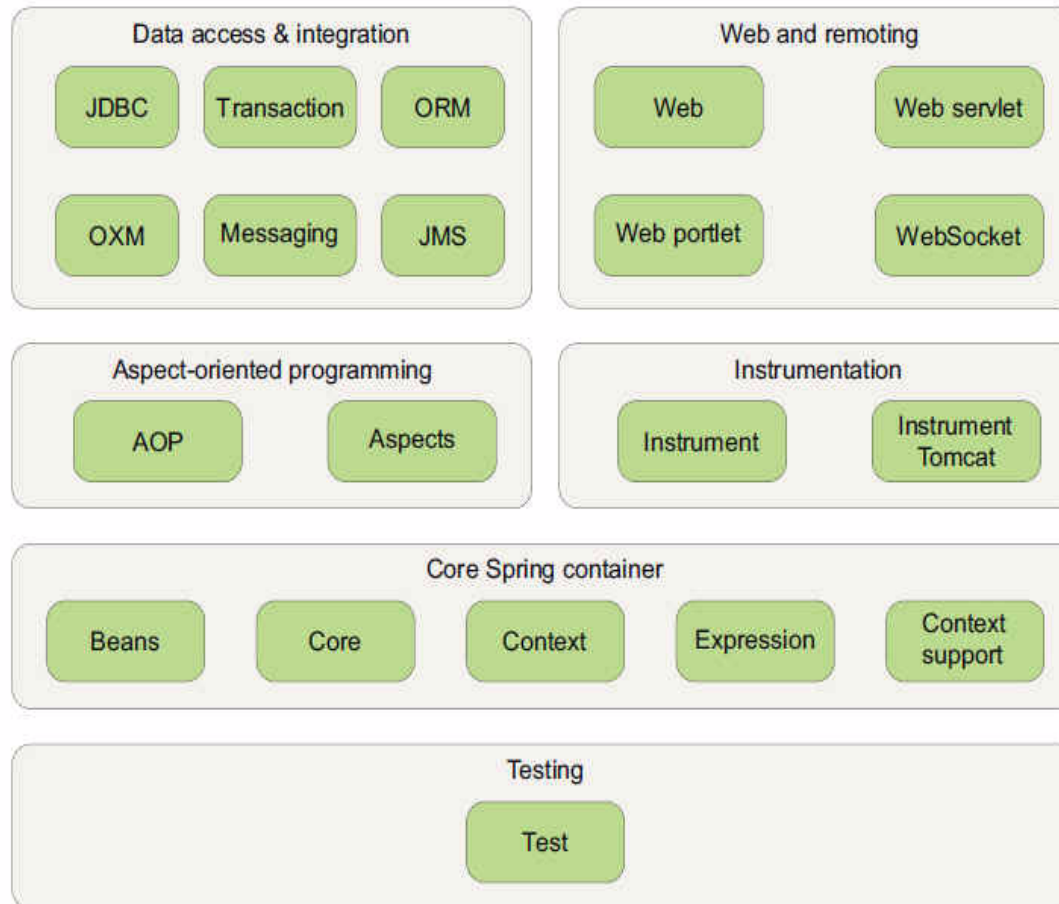 Data access & integration
JDBC
Transaction
ORM
OXM
Messaging
JMS
Web and remoting
Web
Web servlet
Web portlet
WebSocket
Aspect-oriented programming
AOP
Aspects
Instrumentation
Instrument
Instrument
Tomcat
Core Spring container
Beans
Core
Context
Expression
Context
support
Testing
Test